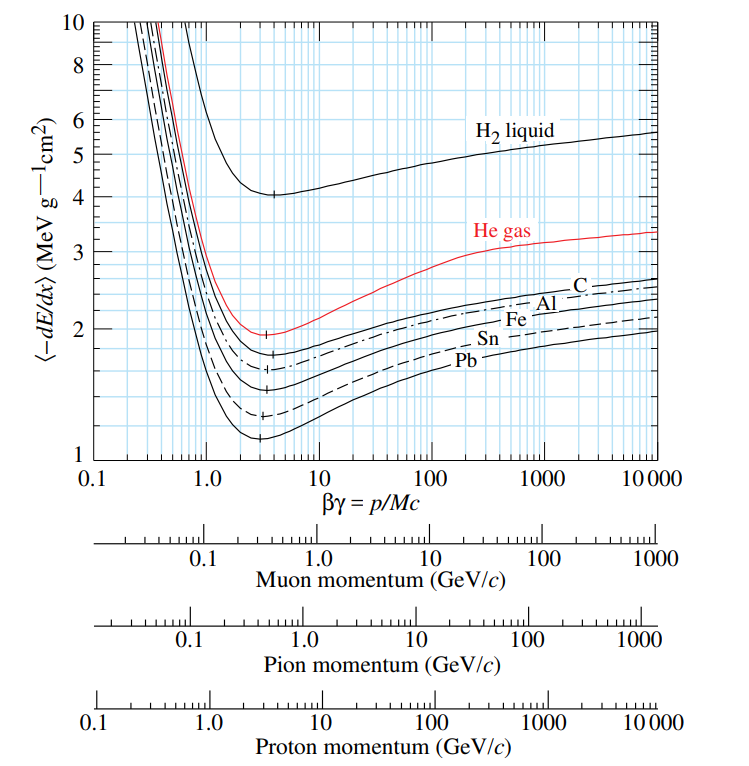 10
8
6
5
4
3
2
1
⟨−dE/dx⟩ (MeV g—1cm2)
H2 liquid
He gas
C
Al
Fe
Sn
Pb
0.1 1.0 10 100 1000 10 000
βγ = p/Mc
0.1 1.0 10 100 1000
Muon momentum (GeV/c)
0.1 1.0 10 100 1000
Pion momentum (GeV/c)
0.1 1.0 10 100 1000 10 000
Proton momentum (GeV/c)